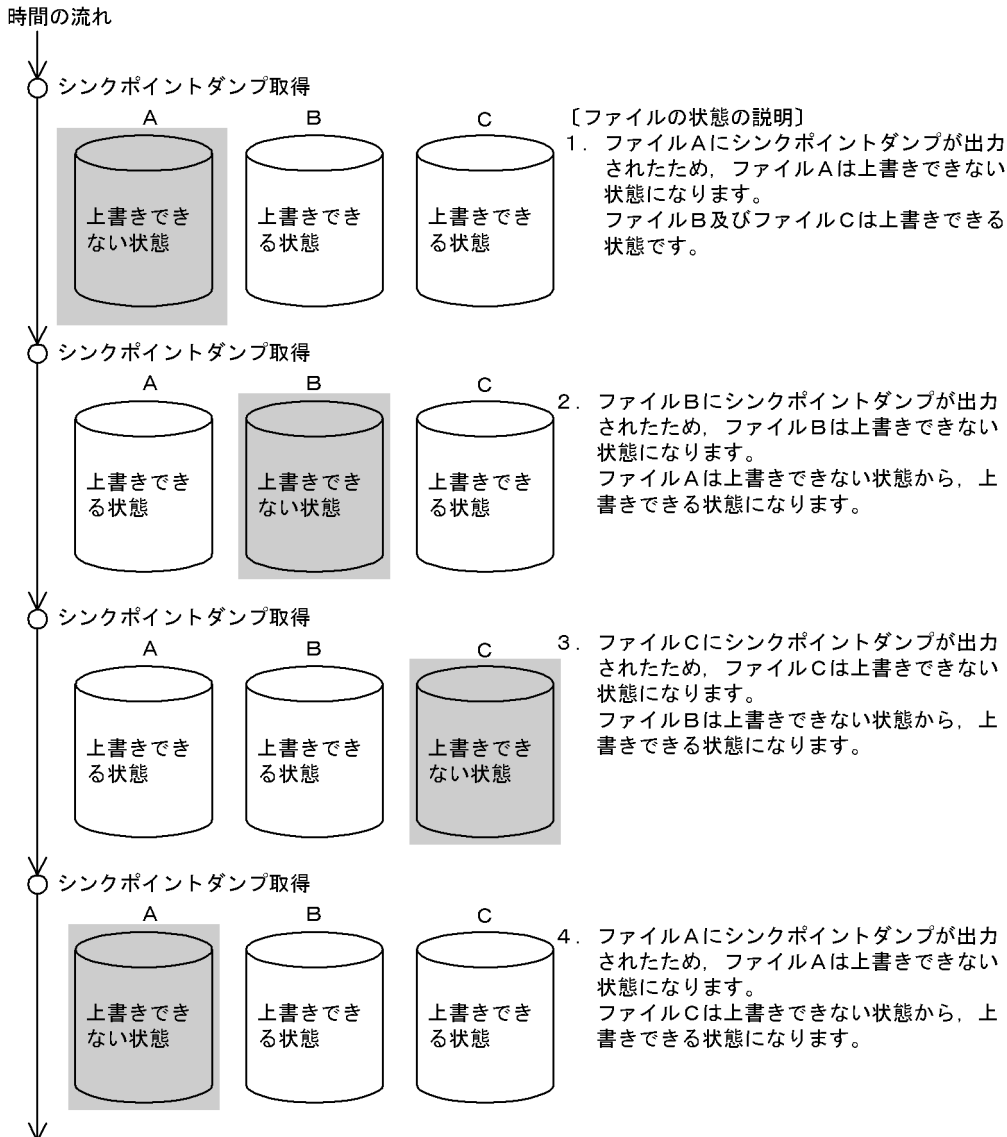 時間の流れ
シンクポイントダンプ取得
A
B
C
上書きでき
ない状態
上書きでき
る状態
上書きでき
る状態
〔ファイルの状態の説明〕
1. ファイルAにシンクポイントダンプが出力
されたため，ファイルAは上書きできない
状態になります。
ファイルB及びファイルCは上書きできる
状態です。
シンクポイントダンプ取得
A
B
C
上書きでき
る状態
上書きでき
ない状態
上書きでき
る状態
2. ファイルBにシンクポイントダンプが出力
されたため，ファイルBは上書きできない
状態になります。
ファイルAは上書きできない状態から，上
書きできる状態になります。
シンクポイントダンプ取得
A
B
C
上書きでき
る状態
上書きでき
る状態
上書きでき
ない状態
3. ファイルCにシンクポイントダンプが出力
されたため，ファイルCは上書きできない
状態になります。
ファイルBは上書きできない状態から，上
書きできる状態になります。
シンクポイントダンプ取得
A
B
C
上書きでき
ない状態
上書きでき
る状態
上書きでき
る状態
4. ファイルAにシンクポイントダンプが出力
されたため，ファイルAは上書きできない
状態になります。
ファイルCは上書きできない状態から，上
書きできる状態になります。